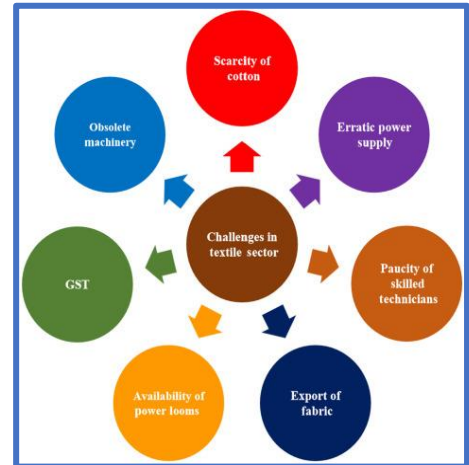 Scarcity of
cotton
Erratic power
supply
Obsolete
machinery
Challenges in
textile sector
Paucity of
skilled
technicians
GST
Availability of
power looms
Export of
fabric